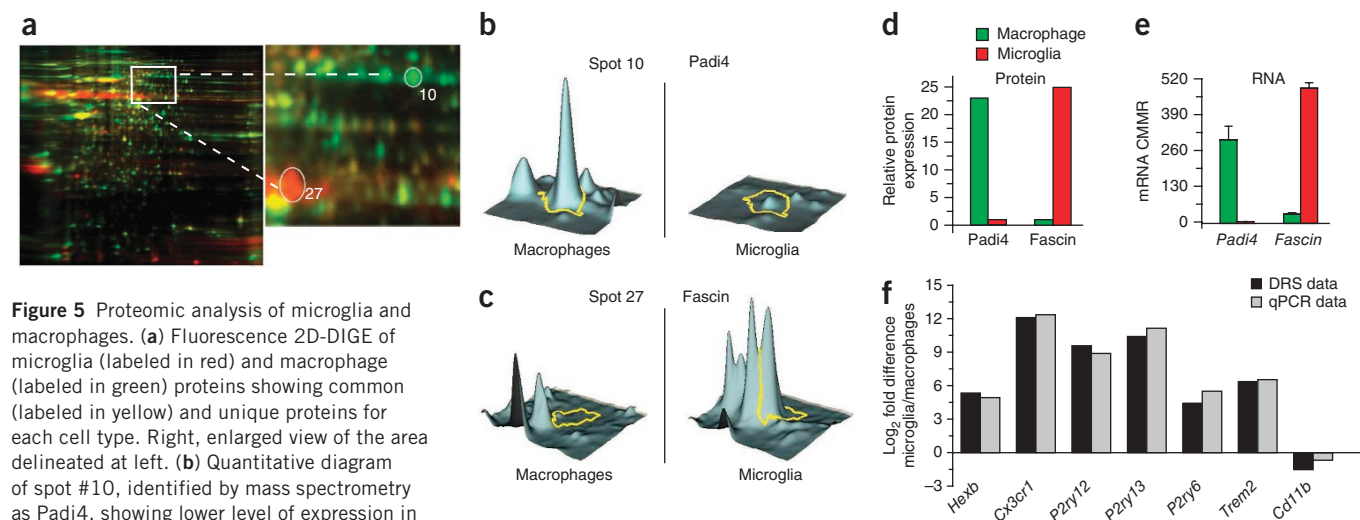 a
10
27
Figure 5 Proteomic analysis of microglia and
macrophages. (a) Fluorescence 2D-DIGE of
microglia (labeled in red) and macrophage
(labeled in green) proteins showing common
(labeled in yellow) and unique proteins for
each cell type. Right, enlarged view of the area
delineated at left. (b) Quantitative diagram
of spot #10, identified by mass spectrometry
as Padi4, showing lower level of expression in
b
Spot 10
Padi4
Macrophages
Microglia
c
Spot 27
Fascin
Macrophages
Microglia
d
Macrophage
Microglia
Protein
Relative protein
expression
25
20
15
10
5
0
Padi4
Fascin
e
RNA
mRNA CMMR
520
390
260
130
0
Padi4
Fascin
f
DRS data
qPCR data
Log2 fold difference
microglia/macrophages
12
9
6
3
0
–3
Hexb
Cx3cr1
P2ry12
P2ry13
P2ry6
Trem2
Cd11b